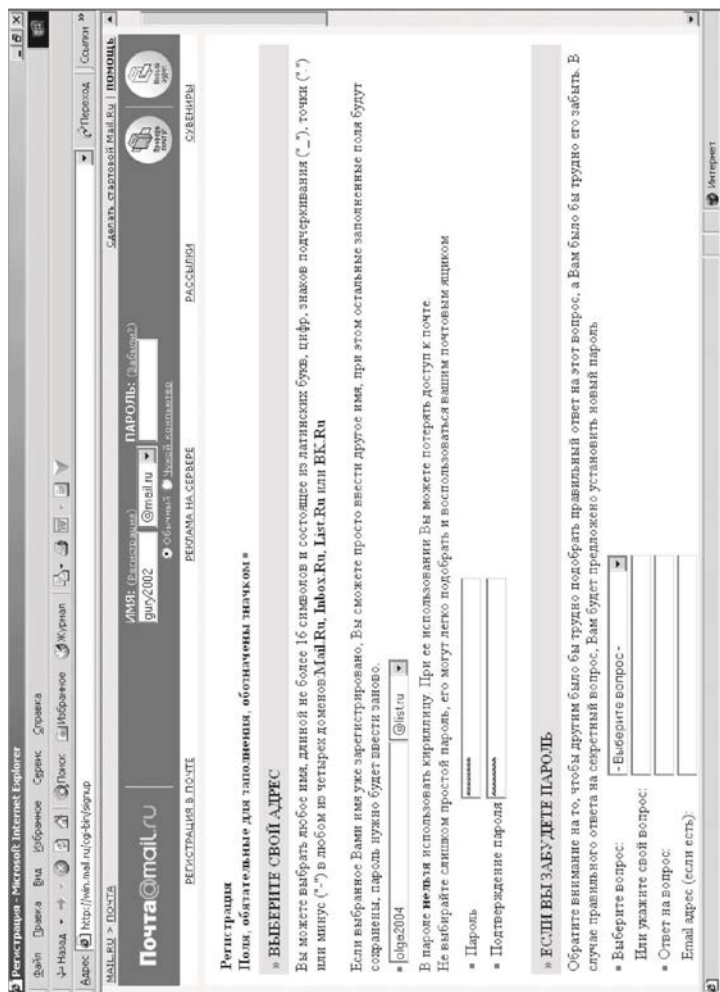 Регистрация - Microsoft Internet Explorer
Файл Правка Вид Избранное Сервис Справка
Назад Поиск Избранное Журнал
Адрес http://win.mail.ru/cgi-bin/signup Переход Ссылки »
MAIL.RU > ПОЧТА Сделать стартовой Mail.Ru | ПОМОЩЬ
Почта@mail.ru
ИМЯ: (Регистрация) ПАРОЛЬ: (Забыли?)
gury2002 @mail.ru
Обычный Чужой компьютер
РЕГИСТРАЦИЯ В ПОЧТЕ РЕКЛАМА НА СЕРВЕРЕ РАССЫЛКИ СУВЕНИРЫ
Регистрация
Поля, обязательные для заполнения, обозначены значком ■
» ВЫБЕРИТЕ СВОЙ АДРЕС
Вы можете выбрать любое имя, длиной не более 16 символов и состоящее из латинских букв, цифр, знаков подчеркивания ("_"), точки (".")
или минус ("-") в любом из четырех доменов:Mail.Ru, Inbox.Ru, List.Ru или BK.Ru
Если выбранное Вами имя уже зарегистрировано, Вы сможете просто ввести другое имя, при этом остальные заполненные поля будут
сохранены, пароль нужно будет ввести заново.
■ olga2004 @list.ru
В пароле нельзя использовать кириллицу. При ее использовании Вы можете потерять доступ к почте.
Не выбирайте слишком простой пароль, его могут легко подобрать и воспользоваться вашим почтовым ящиком
■ Пароль
■ Подтверждение пароля
» ЕСЛИ ВЫ ЗАБУДЕТЕ ПАРОЛЬ
Обратите внимание на то, чтобы другим было бы трудно подобрать правильный ответ на этот вопрос, а Вам было бы трудно его забыть. В
случае правильного ответа на секретный вопрос, Вам будет предложено установить новый пароль
■ Выберите вопрос: - Выберите вопрос -
Или укажите свой вопрос:
■ Ответ на вопрос:
Email адрес (если есть):
Интернет